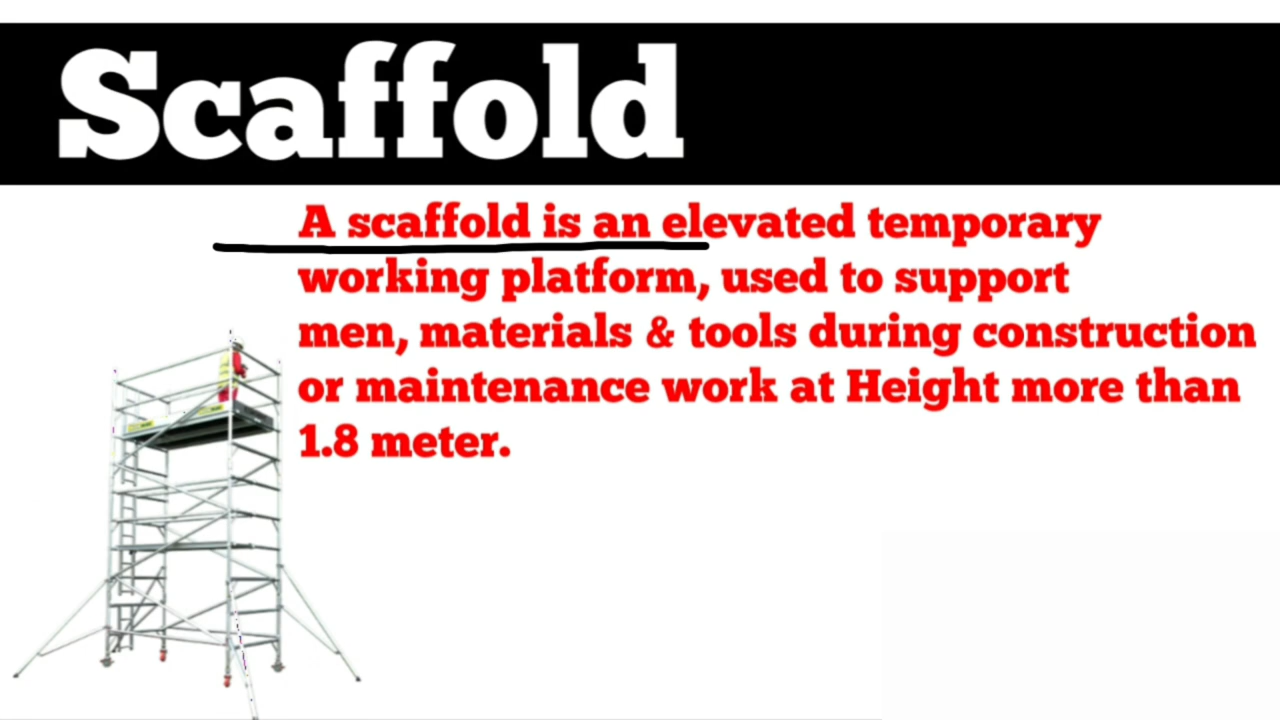 Scaffold
A scaffold is an elevated temporary
working platform, used to support
men, materials & tools during construction
or maintenance work at Height more than
1.8 meter.